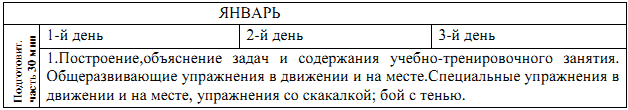 ЯНВАРЬ
Подготовит.
часть 30 мин
1-й день 2-й день 3-й день
1.Построение,объяснение задач и содержания учебно-тренировочного занятия.
Общеразвивающие упражнения в движении и на месте.Специальные упражнения в
движении и на месте, упражнения со скакалкой; бой с тенью.